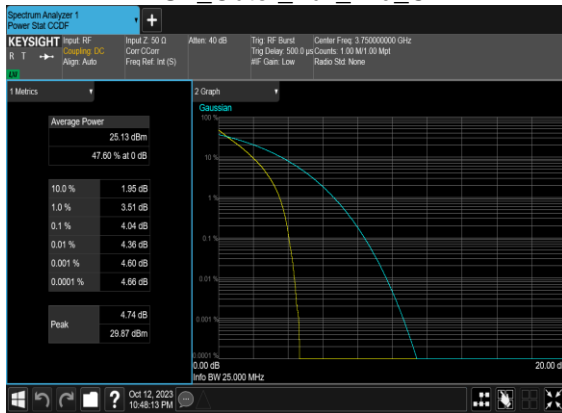 Spectrum Analyzer 1
Power Stat CCDF
KEYSIGHT
R T
LVI
Input: RF
Coupling: DC
Align: Auto
Input Z: 50 Ω
Corr CCorr
Freq Ref: Int (S)
Atten: 40 dB
Trig: RF Burst
Trig Delay: 500.0 µs
#IF Gain: Low
Center Freq: 3.750000000 GHz
Counts: 1.00 M/1.00 Mpt
Radio Std: None
1 Metrics
Average Power
25.13 dBm
47.60 % at 0 dB
10.0 % 1.95 dB
1.0 % 3.51 dB
0.1 % 4.04 dB
0.01 % 4.36 dB
0.001 % 4.60 dB
0.0001 % 4.66 dB
Peak
4.74 dB
29.87 dBm
2 Graph
Gaussian
100 %
10 %
1 %
0.1 %
0.01 %
0.001 %
0.0001 %
0.00 dB 20.00 dB
Info BW 25.000 MHz
?
Oct 12, 2023
10:48:13 PM